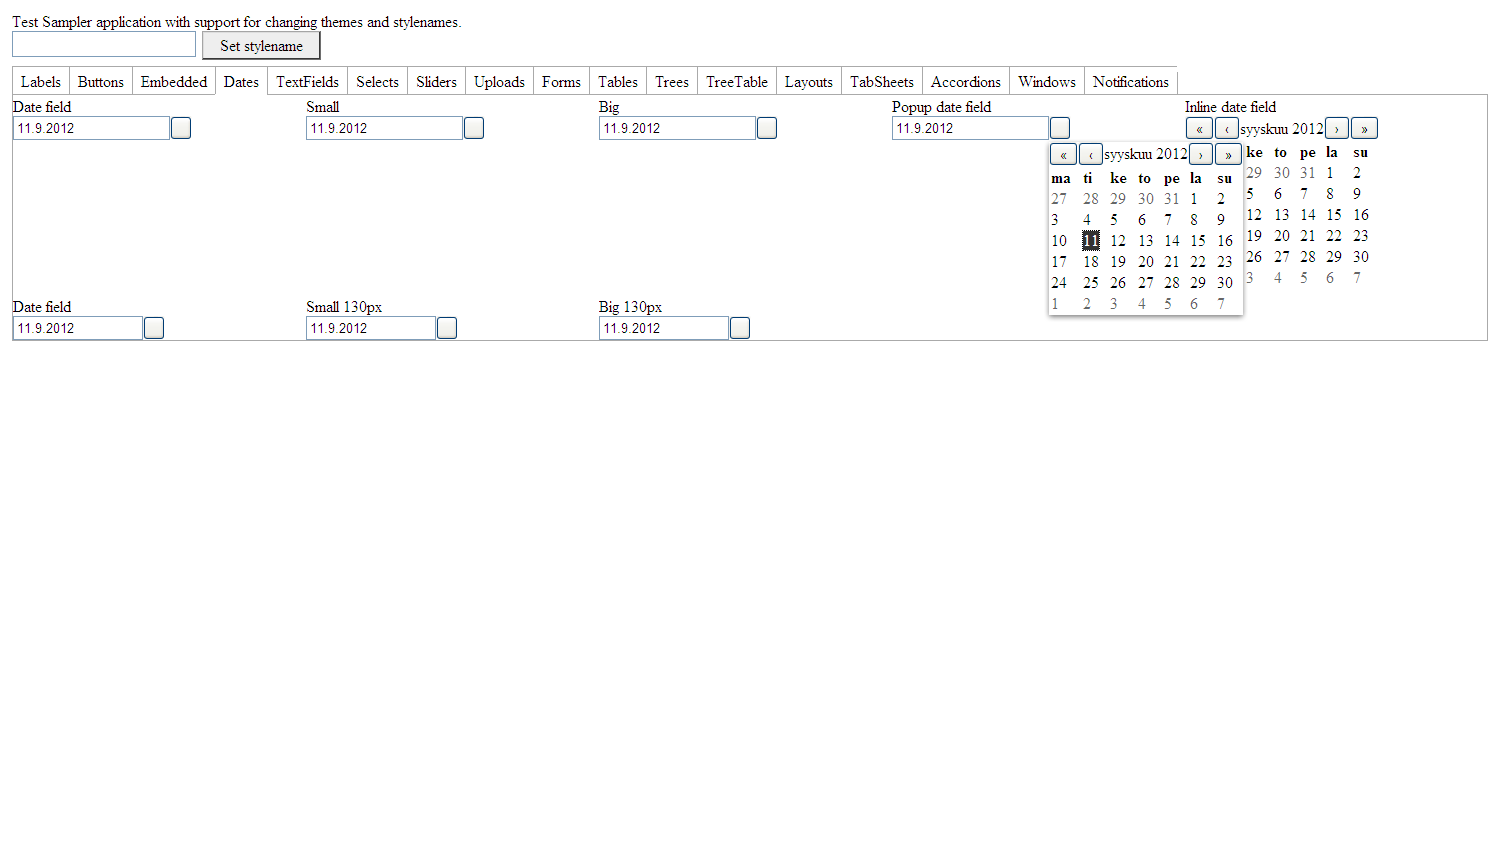 Test Sampler application with support for changing themes and stylenames.
Set stylename
Labels Buttons Embedded Dates TextFields Selects Sliders Uploads Forms Tables Trees TreeTable Layouts TabSheets Accordions Windows Notifications
Date field Small Big Popup date field Inline date field
11.9.2012 11.9.2012 11.9.2012 11.9.2012 « ‹ syyskuu 2012 › »
« ‹ syyskuu 2012 › » ke to pe la su
ma ti ke to pe la su 29 30 31 1 2
27 28 29 30 31 1 2 5 6 7 8 9
3 4 5 6 7 8 9 12 13 14 15 16
10 11 12 13 14 15 16 19 20 21 22 23
17 18 19 20 21 22 23 26 27 28 29 30
24 25 26 27 28 29 30 3 4 5 6 7
1 2 3 4 5 6 7
Date field Small 130px Big 130px
11.9.2012 11.9.2012 11.9.2012